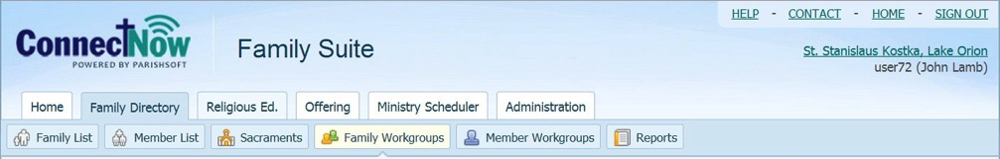 HELP - CONTACT - HOME - SIGN OUT
ConnectNow
POWERED BY PARISHSOFT
Family Suite
St. Stanislaus Kostka, Lake Orion
user72 (John Lamb)
Home Family Directory Religious Ed. Offering Ministry Scheduler Administration
Family List Member List Sacraments Family Workgroups Member Workgroups Reports